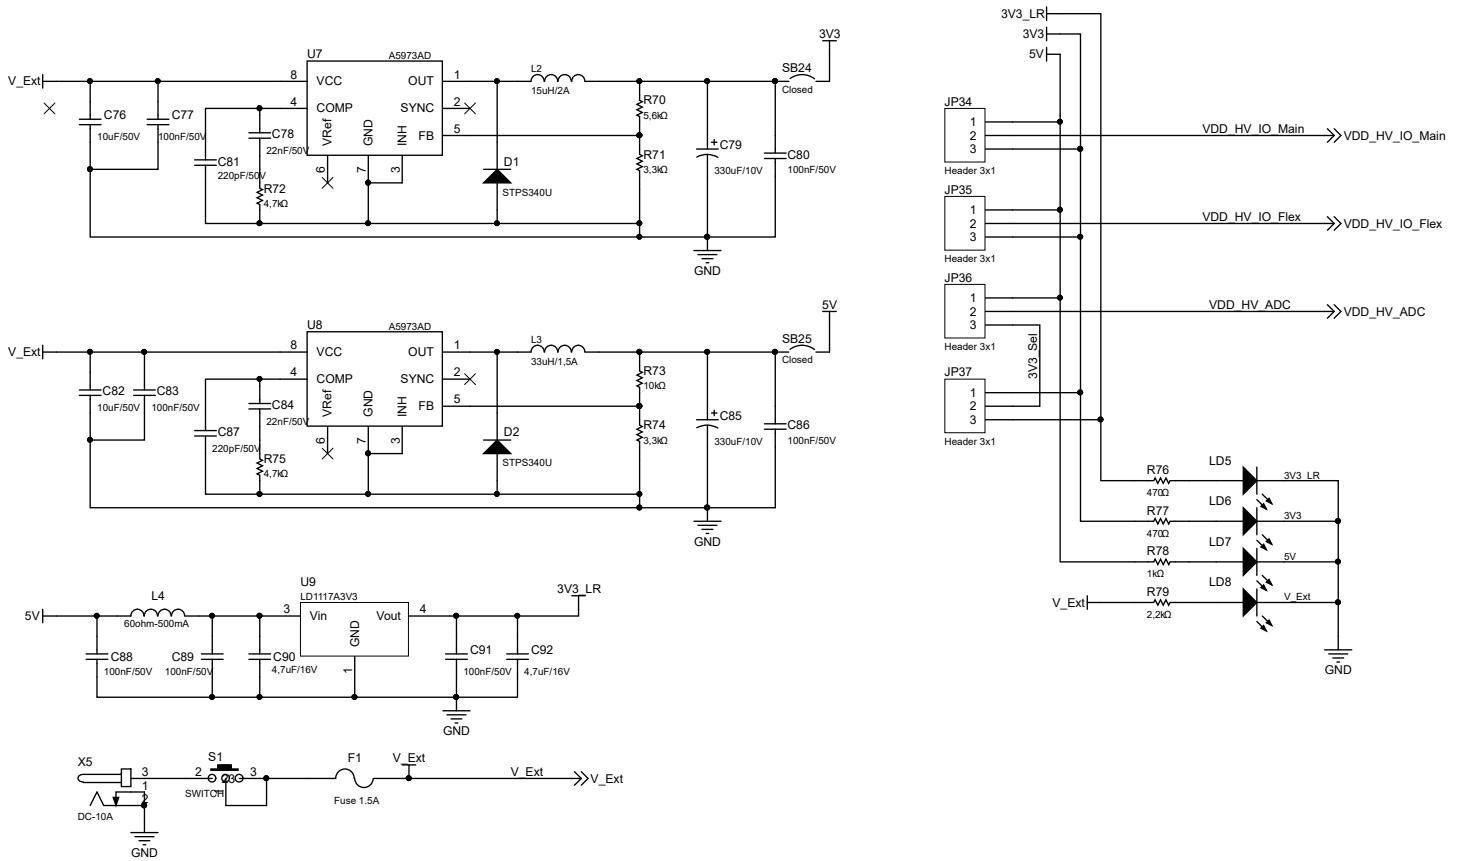 3V3
U7
A5973AD
V_Ext
8
VCC
OUT
1
L2
15uH/2A
SB24
Closed
4
COMP
SYNC
2
VRef
GND
INH
FB
5
6
7
3
C76
10uF/50V
C77
100nF/50V
C78
22nF/50V
C81
220pF/50V
R72
4,7kΩ
D1
STPS340U
R70
5,6kΩ
R71
3,3kΩ
+
C79
330uF/10V
C80
100nF/50V
GND
5V
U8
A5973AD
V_Ext
8
VCC
OUT
1
L3
33uH/1,5A
SB25
Closed
4
COMP
SYNC
2
VRef
GND
INH
FB
5
6
7
3
C82
10uF/50V
C83
100nF/50V
C84
22nF/50V
C87
220pF/50V
R75
4,7kΩ
D2
STPS340U
R73
10kΩ
R74
3,3kΩ
+
C85
330uF/10V
C86
100nF/50V
GND
U9
LD1117A3V3
3V3_LR
5V
L4
60ohm-500mA
3
Vin
Vout
4
GND
1
C88
100nF/50V
C89
100nF/50V
C90
4,7uF/16V
C91
100nF/50V
C92
4,7uF/16V
GND
X5
3
1
2
DC-10A
GND
S1
2
3
SWITCH
F1
Fuse 1.5A
V_Ext
V_Ext
V_Ext
3V3_LR
3V3
5V
JP34
1
2
3
Header 3x1
VDD_HV_IO_Main
VDD_HV_IO_Main
JP35
1
2
3
Header 3x1
VDD_HV_IO_Flex
VDD_HV_IO_Flex
JP36
1
2
3
Header 3x1
VDD_HV_ADC
VDD_HV_ADC
3V3_Sel
JP37
1
2
3
Header 3x1
R76
470Ω
LD5
3V3_LR
R77
470Ω
LD6
3V3
R78
1kΩ
LD7
5V
V_Ext
R79
2,2kΩ
LD8
V_Ext
GND